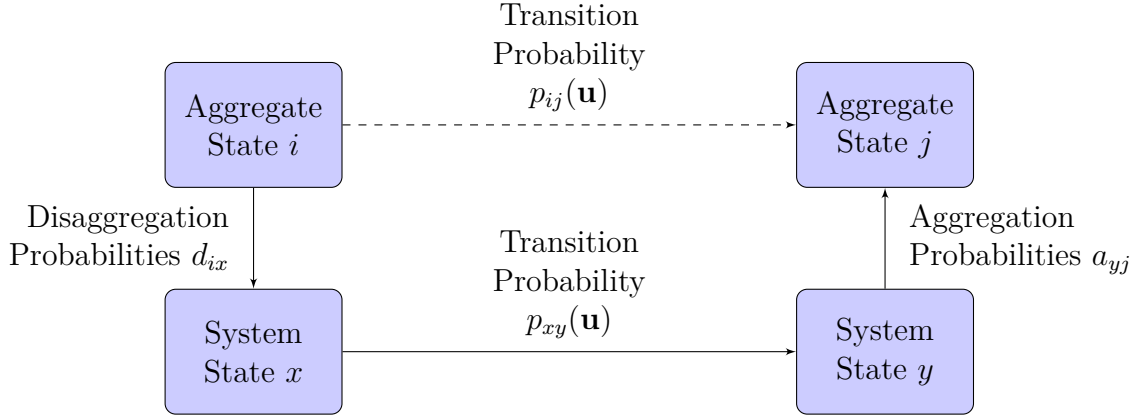 Transition
Probability
p_{ij}(𝐮)
Aggregate
State i
Aggregate
State j
Disaggregation
Probabilities d_{ix}
Transition
Probability
p_{xy}(𝐮)
Aggregation
Probabilities a_{yj}
System
State x
System
State y